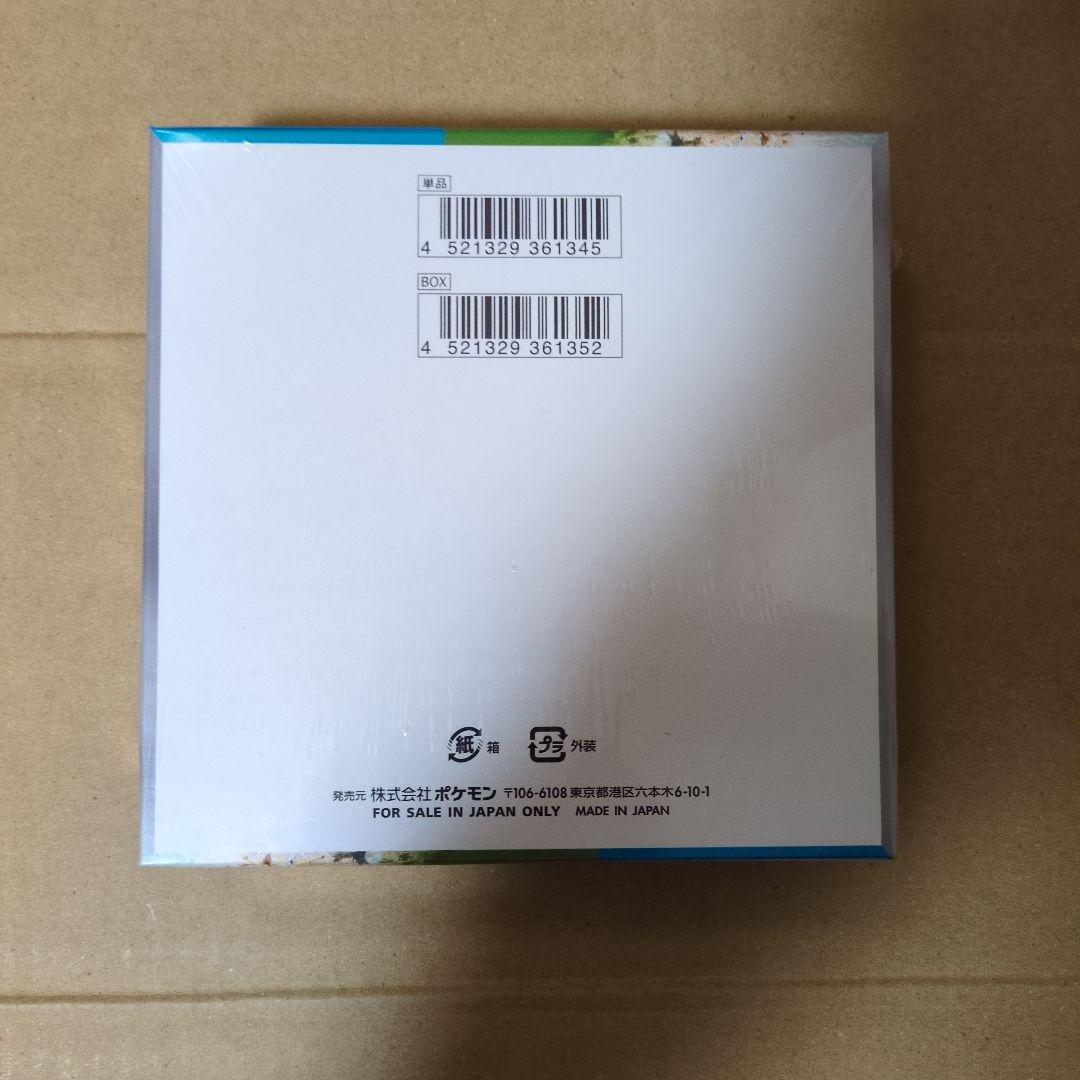 単品
4 521329 361345
BOX
4 521329 361352
紙 箱 プラ 外装
発売元 株式会社 ポケモン 〒106-6108 東京都港区六本木6-10-1
FOR SALE IN JAPAN ONLY MADE IN JAPAN